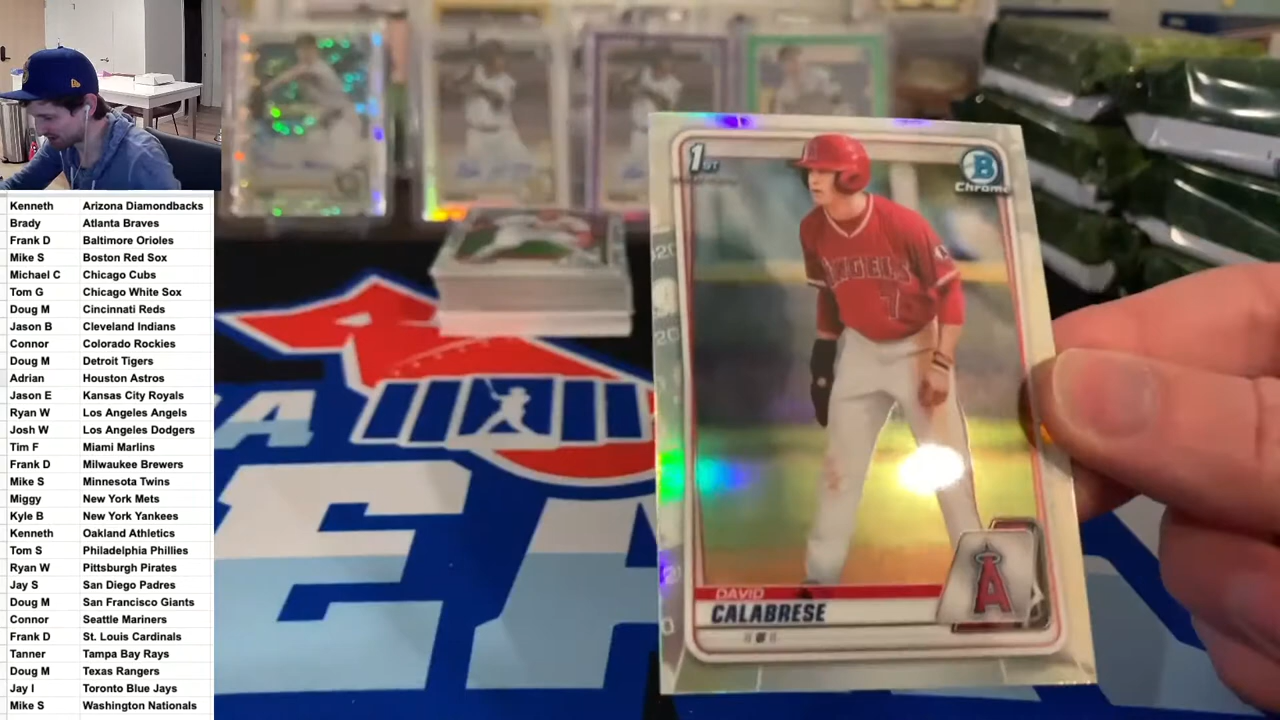 Kenneth Arizona Diamondbacks
Brady Atlanta Braves
Frank D Baltimore Orioles
Mike S Boston Red Sox
Michael C Chicago Cubs
Tom G Chicago White Sox
Doug M Cincinnati Reds
Jason B Cleveland Indians
Connor Colorado Rockies
Doug M Detroit Tigers
Adrian Houston Astros
Jason E Kansas City Royals
Ryan W Los Angeles Angels
Josh W Los Angeles Dodgers
Tim F Miami Marlins
Frank D Milwaukee Brewers
Mike S Minnesota Twins
Miggy New York Mets
Kyle B New York Yankees
Kenneth Oakland Athletics
Tom S Philadelphia Phillies
Ryan W Pittsburgh Pirates
Jay S San Diego Padres
Doug M San Francisco Giants
Connor Seattle Mariners
Frank D St. Louis Cardinals
Tanner Tampa Bay Rays
Doug M Texas Rangers
Jay I Toronto Blue Jays
Mike S Washington Nationals
1ST
B
Chrome
ANGELS
7
A
DAVID
CALABRESE